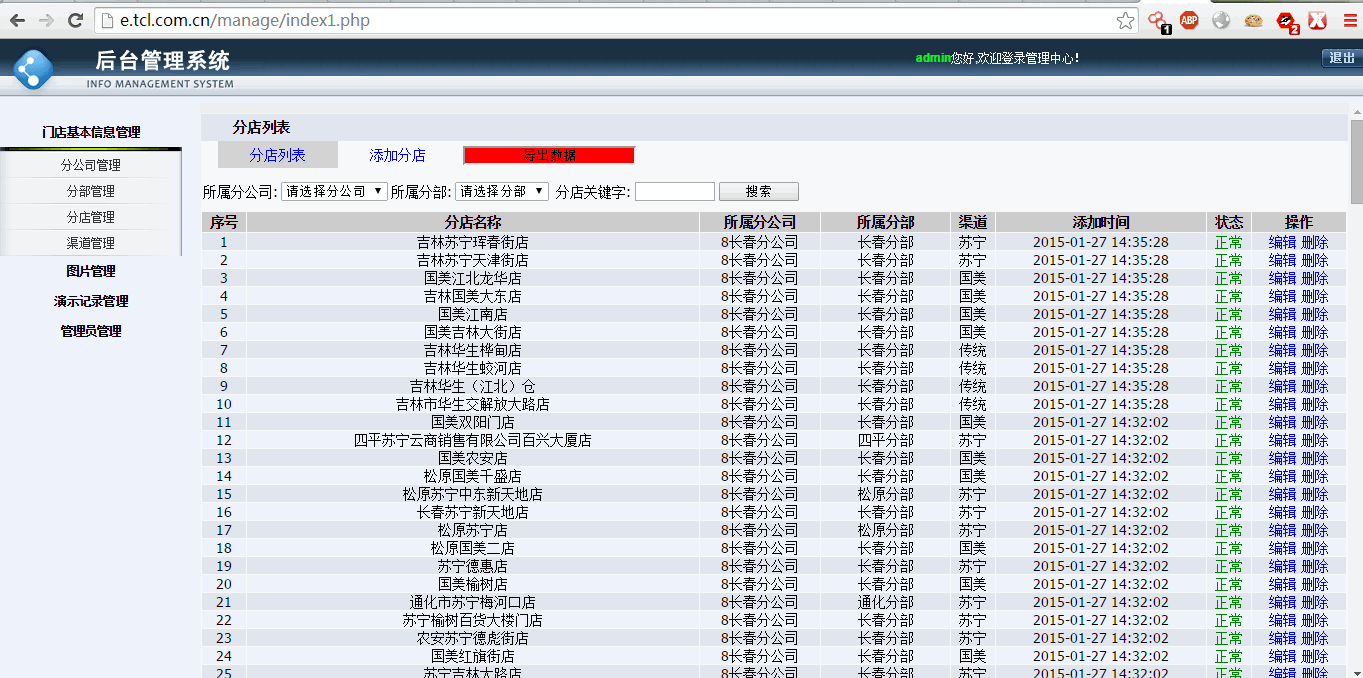 e.tcl.com.cn/manage/index1.php
ABP
1
2
后台管理系统
INFO MANAGEMENT SYSTEM
admin您好,欢迎登录管理中心!
退出
门店基本信息管理
分公司管理
分部管理
分店管理
渠道管理
图片管理
演示记录管理
管理员管理
分店列表
分店列表 添加分店 导出数据
所属分公司: 请选择分公司 所属分部: 请选择分部 分店关键字: 搜索
序号 分店名称 所属分公司 所属分部 渠道 添加时间 状态 操作
1 吉林苏宁珲春街店 8长春分公司 长春分部 苏宁 2015-01-27 14:35:28 正常 编辑 删除
2 吉林苏宁天津街店 8长春分公司 长春分部 苏宁 2015-01-27 14:35:28 正常 编辑 删除
3 国美江北龙华店 8长春分公司 长春分部 国美 2015-01-27 14:35:28 正常 编辑 删除
4 吉林国美大东店 8长春分公司 长春分部 国美 2015-01-27 14:35:28 正常 编辑 删除
5 国美江南店 8长春分公司 长春分部 国美 2015-01-27 14:35:28 正常 编辑 删除
6 国美吉林大街店 8长春分公司 长春分部 国美 2015-01-27 14:35:28 正常 编辑 删除
7 吉林华生桦甸店 8长春分公司 长春分部 传统 2015-01-27 14:35:28 正常 编辑 删除
8 吉林华生蛟河店 8长春分公司 长春分部 传统 2015-01-27 14:35:28 正常 编辑 删除
9 吉林华生（江北）仓 8长春分公司 长春分部 传统 2015-01-27 14:35:28 正常 编辑 删除
10 吉林市华生交解放大路店 8长春分公司 长春分部 传统 2015-01-27 14:35:28 正常 编辑 删除
11 国美双阳门店 8长春分公司 长春分部 国美 2015-01-27 14:32:02 正常 编辑 删除
12 四平苏宁云商销售有限公司百兴大厦店 8长春分公司 四平分部 苏宁 2015-01-27 14:32:02 正常 编辑 删除
13 国美农安店 8长春分公司 长春分部 国美 2015-01-27 14:32:02 正常 编辑 删除
14 松原国美千盛店 8长春分公司 长春分部 国美 2015-01-27 14:32:02 正常 编辑 删除
15 松原苏宁中东新天地店 8长春分公司 松原分部 苏宁 2015-01-27 14:32:02 正常 编辑 删除
16 长春苏宁新天地店 8长春分公司 长春分部 苏宁 2015-01-27 14:32:02 正常 编辑 删除
17 松原苏宁店 8长春分公司 松原分部 苏宁 2015-01-27 14:32:02 正常 编辑 删除
18 松原国美二店 8长春分公司 长春分部 国美 2015-01-27 14:32:02 正常 编辑 删除
19 苏宁德惠店 8长春分公司 长春分部 苏宁 2015-01-27 14:32:02 正常 编辑 删除
20 国美榆树店 8长春分公司 长春分部 国美 2015-01-27 14:32:02 正常 编辑 删除
21 通化市苏宁梅河口店 8长春分公司 通化分部 苏宁 2015-01-27 14:32:02 正常 编辑 删除
22 苏宁榆树百货大楼门店 8长春分公司 长春分部 苏宁 2015-01-27 14:32:02 正常 编辑 删除
23 农安苏宁德彪街店 8长春分公司 长春分部 苏宁 2015-01-27 14:32:02 正常 编辑 删除
24 国美红旗街店 8长春分公司 长春分部 国美 2015-01-27 14:32:02 正常 编辑 删除
25 苏宁吉林大路店 8长春分公司 长春分部 苏宁 2015-01-27 14:32:02 正常 编辑 删除